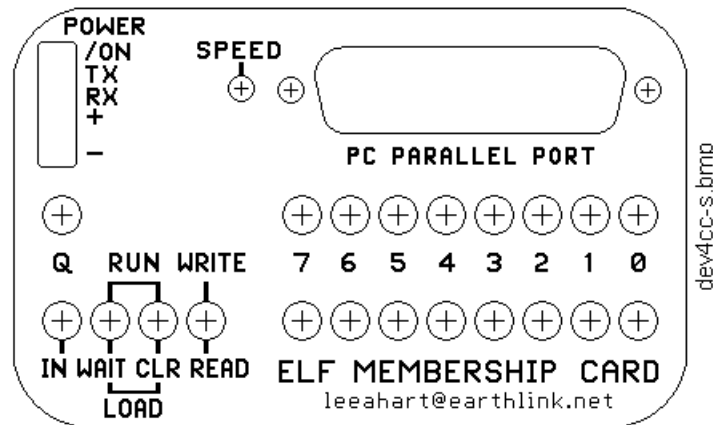 POWER
/ON
TX
RX
+
−
SPEED
PC PARALLEL PORT
Q RUN WRITE 7 6 5 4 3 2 1 0
IN WAIT CLR READ
LOAD
ELF MEMBERSHIP CARD
leeahart@earthlink.net
dev4cc-s.bmp